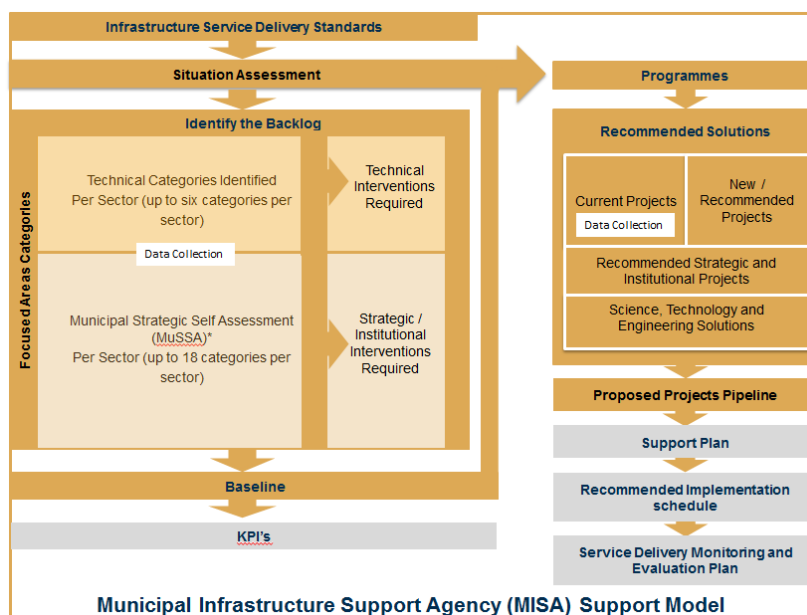 Infrastructure Service Delivery Standards
Situation Assessment
Identify the Backlog
Focused Areas Categories
Technical Categories Identified
Per Sector (up to six categories per
sector)
Technical
Interventions
Required
Data Collection
Municipal Strategic Self Assessment
(MuSSA)*
Per Sector (up to 18 categories per
sector)
Strategic /
Institutional
Interventions
Required
Baseline
KPI's
Programmes
Recommended Solutions
Current Projects
Data Collection
New /
Recommended
Projects
Recommended Strategic and
Institutional Projects
Science, Technology and
Engineering Solutions
Proposed Projects Pipeline
Support Plan
Recommended Implementation
schedule
Service Delivery Monitoring and
Evaluation Plan
Municipal Infrastructure Support Agency (MISA) Support Model